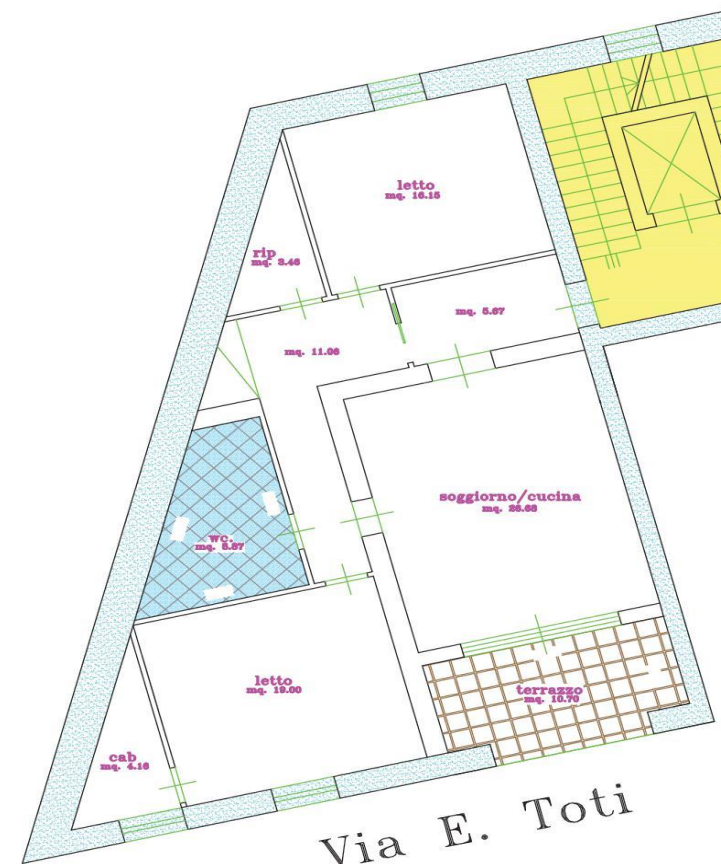 letto
mq. 16.15
rip
mq. 3.46
mq. 5.67
mq. 11.06
soggiorno/cucina
mq. 26.68
wc.
mq. 8.87
letto
mq. 19.00
terrazzo
mq. 10.70
cab
mq. 4.16
Via E. Toti